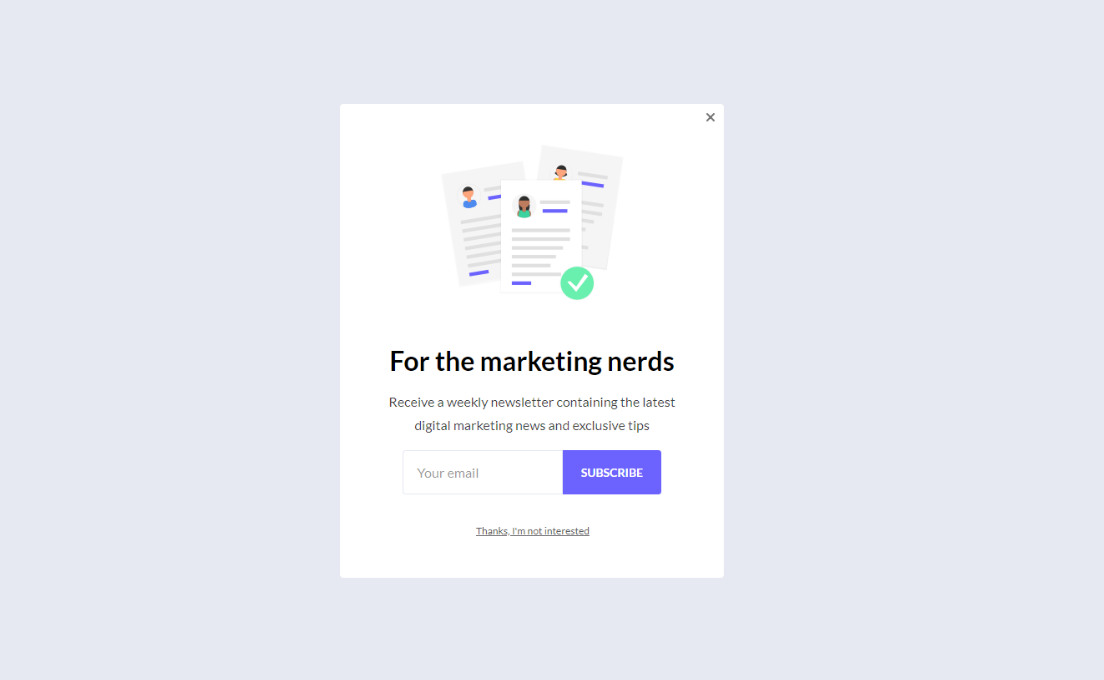 For the marketing nerds
Receive a weekly newsletter containing the latest
digital marketing news and exclusive tips
Your email
SUBSCRIBE
Thanks, I'm not interested